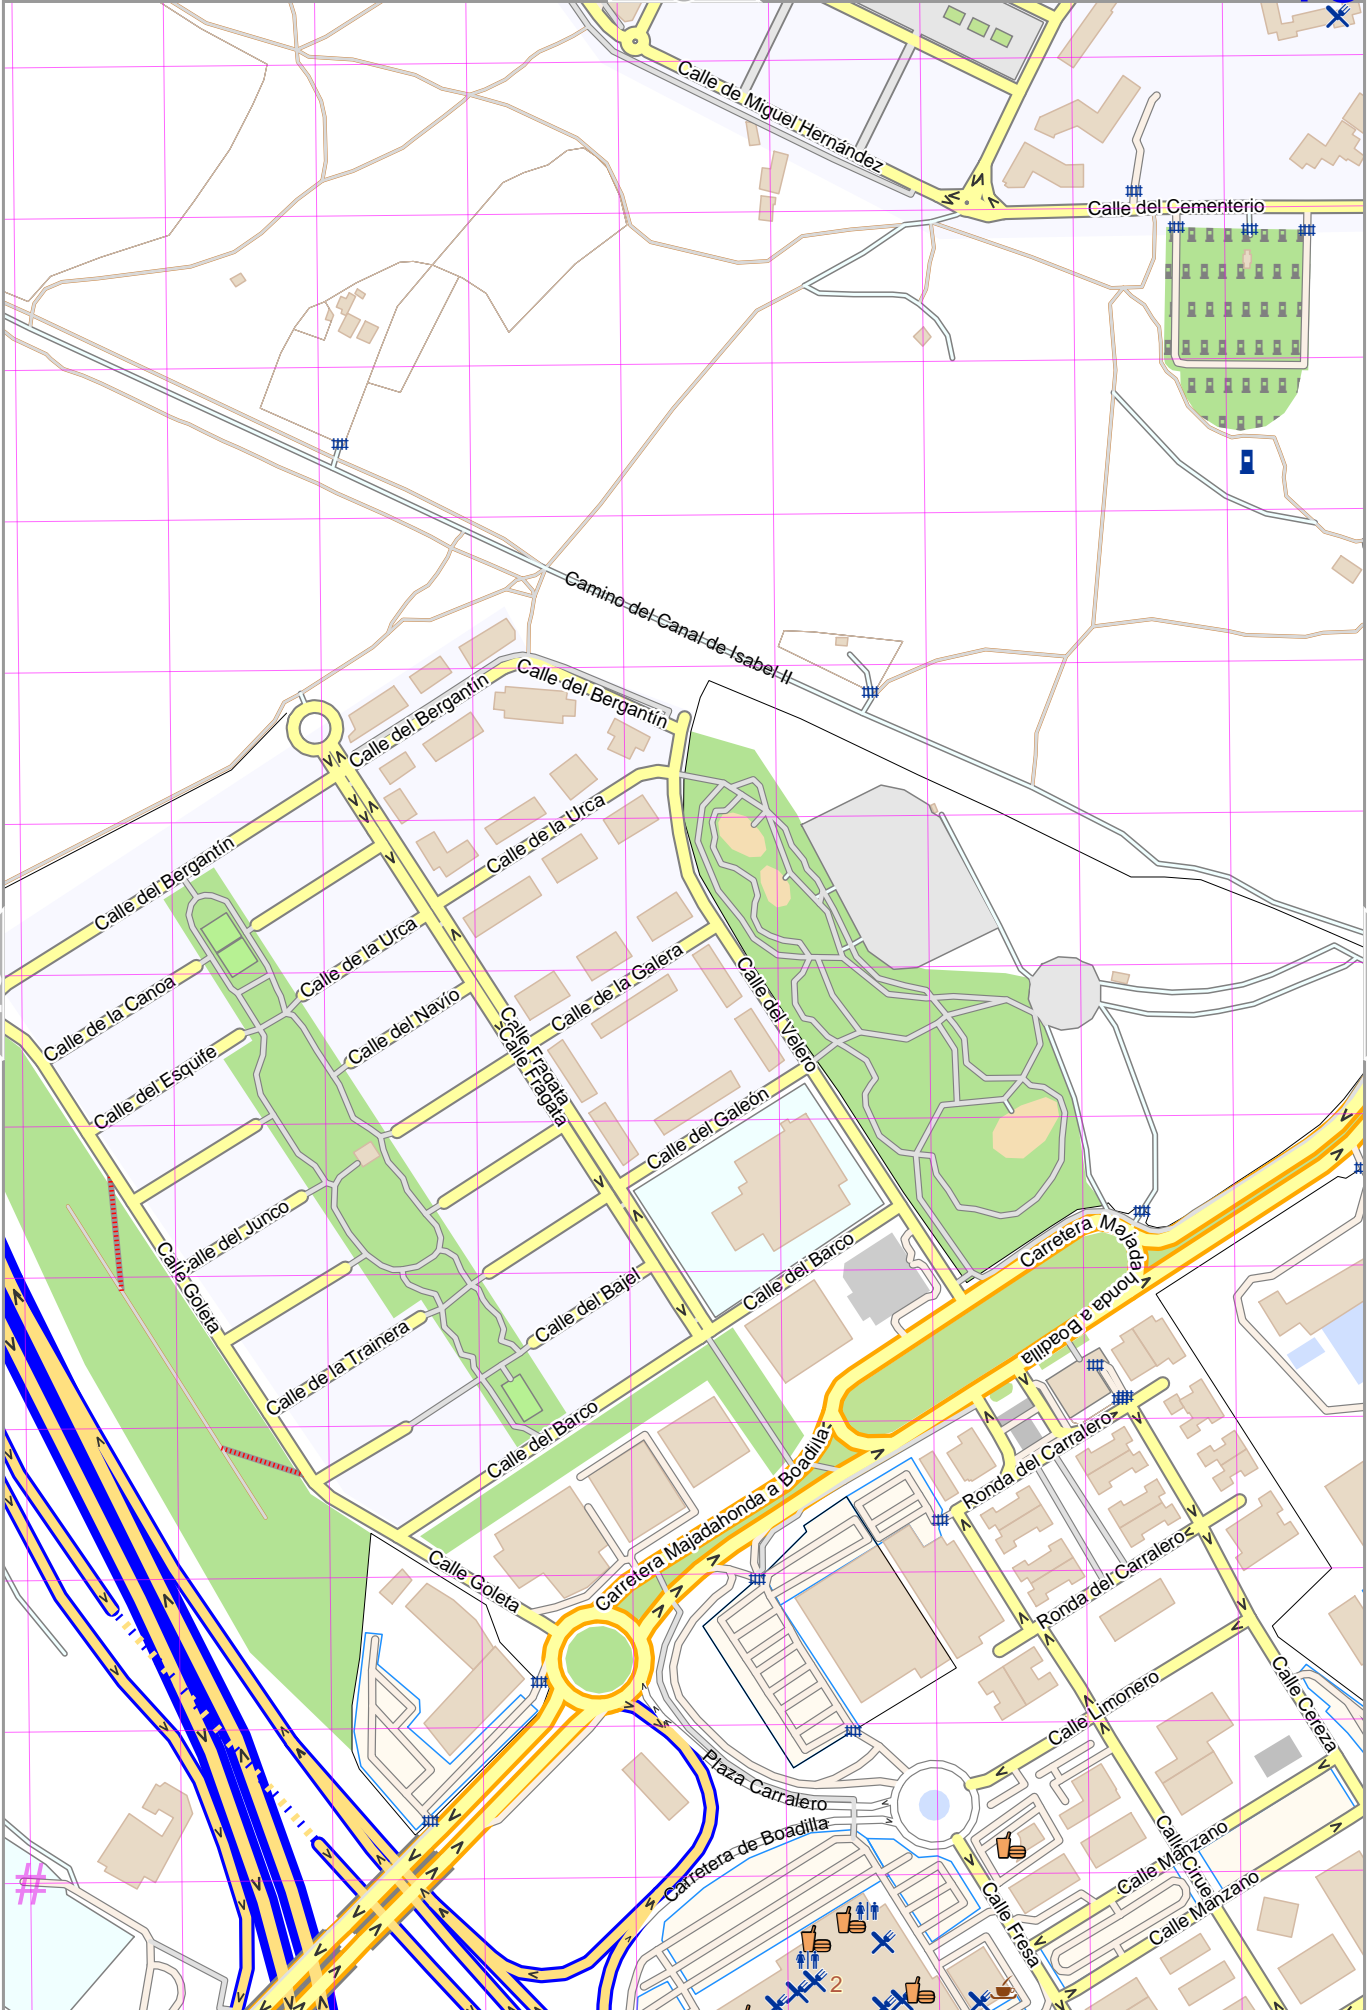 Calle de Miguel Hernández
Calle del Cementerio
Camino del Canal de Isabel II
Calle del Bergantín
Calle del Bergantín
Calle de la Urca
Calle del Bergantín
Calle de la Urca
Calle de la Galera
Calle de la Canoa
Calle del Navío
Calle Fragata
Calle Fragata
Calle del Velero
Calle del Esquife
Calle del Galeón
Calle del Junco
Calle Goleta
Calle del Barco
Carretera Majada
honda a Boadilla
Calle del Bajel
Calle de la Trainera
Calle del Barco
Ronda del Carralero
Carretera Majadahonda a Boadilla
Calle Goleta
Ronda del Carralero
Calle Limonero
Calle Cereza
Plaza Carralero
Carretera de Boadilla
Calle Manzano
Calle Ciruel
Calle Manzano
Calle Fresa
#
2